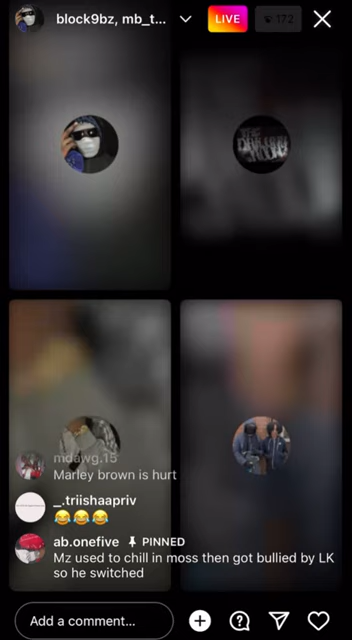 block9bz, mb_t...
LIVE
172
mdawg.15
Marley brown is hurt
_.triishaapriv
😂😂😂
ab.onefive PINNED
Mz used to chill in moss then got bullied by LK
so he switched
Add a comment...